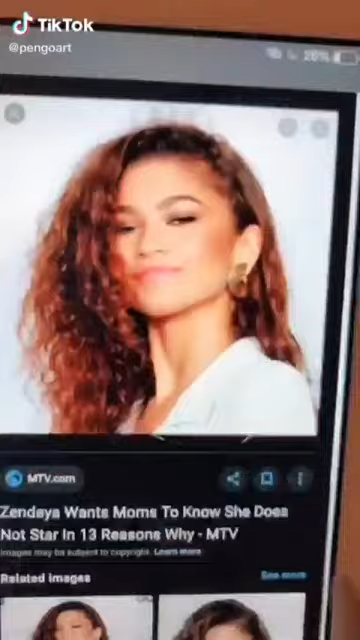 TikTok
@pengoart
26%
MTV.com
Zendaya Wants Moms To Know She Does
Not Star In 13 Reasons Why - MTV
Images may be subject to copyright. Learn more
Related images
See more